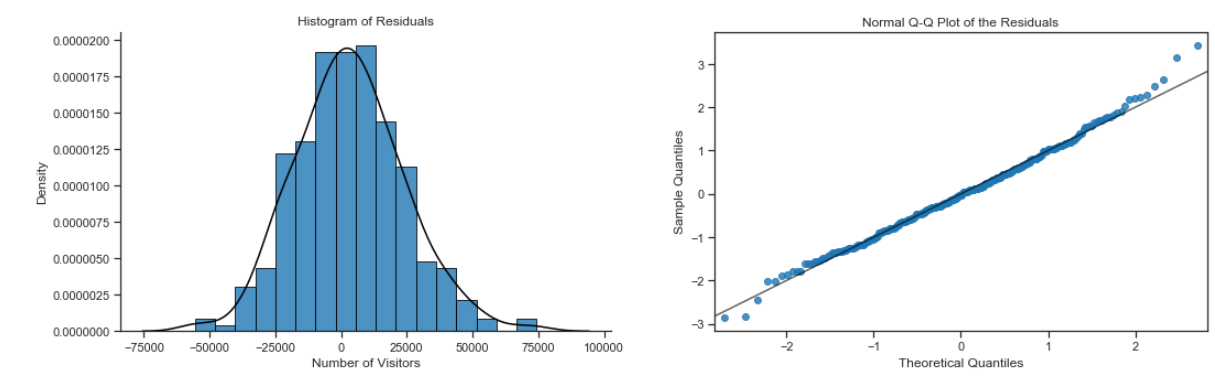 Histogram of Residuals
0.0000200
0.0000175
0.0000150
0.0000125
0.0000100
0.0000075
0.0000050
0.0000025
0.0000000
Density
−75000 −50000 −25000 0 25000 50000 75000 100000
Number of Visitors
Normal Q-Q Plot of the Residuals
3
2
1
0
−1
−2
−3
Sample Quantiles
−2 −1 0 1 2
Theoretical Quantiles